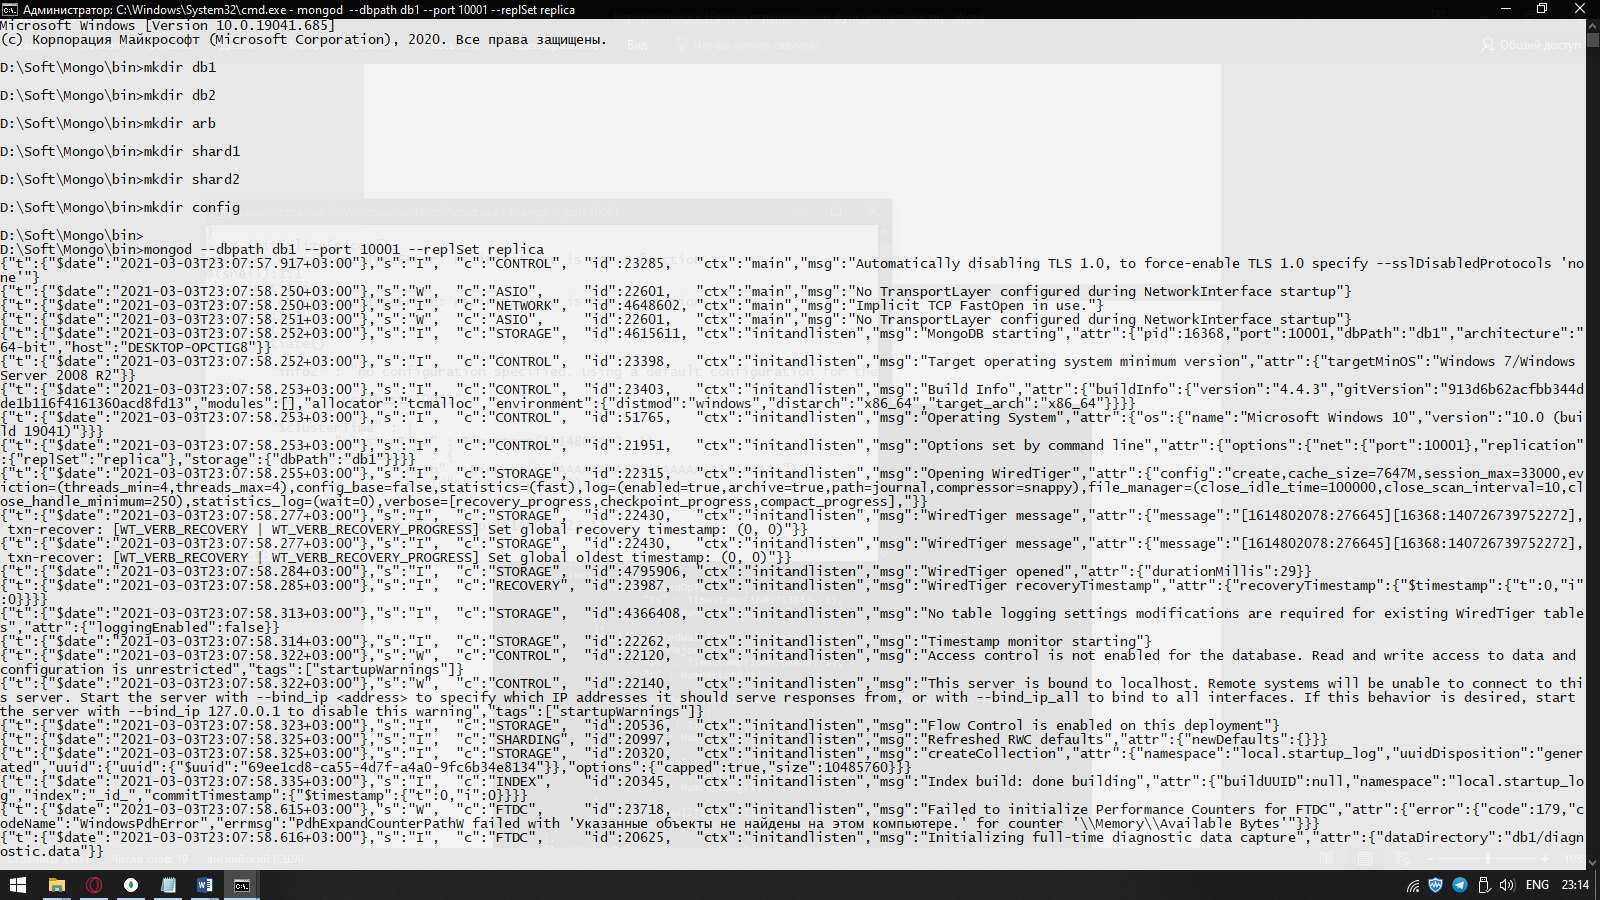 Администратор: C:\Windows\System32\cmd.exe - mongod --dbpath db1 --port 10001 --replSet replica
Microsoft Windows [Version 10.0.19041.685]
(c) Корпорация Майкрософт (Microsoft Corporation), 2020. Все права защищены.
D:\Soft\Mongo\bin>mkdir db1
D:\Soft\Mongo\bin>mkdir db2
D:\Soft\Mongo\bin>mkdir arb
D:\Soft\Mongo\bin>mkdir shard1
D:\Soft\Mongo\bin>mkdir shard2
D:\Soft\Mongo\bin>mkdir config
D:\Soft\Mongo\bin>
D:\Soft\Mongo\bin>mongod --dbpath db1 --port 10001 --replSet replica
{"t":{"$date":"2021-03-03T23:07:57.917+03:00"},"s":"I", "c":"CONTROL", "id":23285, "ctx":"main","msg":"Automatically disabling TLS 1.0, to force-enable TLS 1.0 specify --sslDisabledProtocols 'no
ne'"}
{"t":{"$date":"2021-03-03T23:07:58.250+03:00"},"s":"W", "c":"ASIO", "id":22601, "ctx":"main","msg":"No TransportLayer configured during NetworkInterface startup"}
{"t":{"$date":"2021-03-03T23:07:58.250+03:00"},"s":"I", "c":"NETWORK", "id":4648602, "ctx":"main","msg":"Implicit TCP FastOpen in use."}
{"t":{"$date":"2021-03-03T23:07:58.251+03:00"},"s":"W", "c":"ASIO", "id":22601, "ctx":"main","msg":"No TransportLayer configured during NetworkInterface startup"}
{"t":{"$date":"2021-03-03T23:07:58.252+03:00"},"s":"I", "c":"STORAGE", "id":4615611, "ctx":"initandlisten","msg":"MongoDB starting","attr":{"pid":16368,"port":10001,"dbPath":"db1","architecture":"
64-bit","host":"DESKTOP-OPCTIG8"}}
{"t":{"$date":"2021-03-03T23:07:58.252+03:00"},"s":"I", "c":"CONTROL", "id":23398, "ctx":"initandlisten","msg":"Target operating system minimum version","attr":{"targetMinOS":"Windows 7/Windows
Server 2008 R2"}}
{"t":{"$date":"2021-03-03T23:07:58.253+03:00"},"s":"I", "c":"CONTROL", "id":23403, "ctx":"initandlisten","msg":"Build Info","attr":{"buildInfo":{"version":"4.4.3","gitVersion":"913d6b62acfbb344d
de1b116f4161360acd8fd13","modules":[],"allocator":"tcmalloc","environment":{"distmod":"windows","distarch":"x86_64","target_arch":"x86_64"}}}}
{"t":{"$date":"2021-03-03T23:07:58.253+03:00"},"s":"I", "c":"CONTROL", "id":51765, "ctx":"initandlisten","msg":"Operating System","attr":{"os":{"name":"Microsoft Windows 10","version":"10.0 (bui
ld 19041)"}}}
{"t":{"$date":"2021-03-03T23:07:58.253+03:00"},"s":"I", "c":"CONTROL", "id":21951, "ctx":"initandlisten","msg":"Options set by command line","attr":{"options":{"net":{"port":10001},"replication"
:{"replSet":"replica"},"storage":{"dbPath":"db1"}}}}
{"t":{"$date":"2021-03-03T23:07:58.255+03:00"},"s":"I", "c":"STORAGE", "id":22315, "ctx":"initandlisten","msg":"Opening WiredTiger","attr":{"config":"create,cache_size=7647M,session_max=33000,ev
iction=(threads_min=4,threads_max=4),config_base=false,statistics=(fast),log=(enabled=true,archive=true,path=journal,compressor=snappy),file_manager=(close_idle_time=100000,close_scan_interval=10,cl
ose_handle_minimum=250),statistics_log=(wait=0),verbose=[recovery_progress,checkpoint_progress,compact_progress],"}}
{"t":{"$date":"2021-03-03T23:07:58.277+03:00"},"s":"I", "c":"STORAGE", "id":22430, "ctx":"initandlisten","msg":"WiredTiger message","attr":{"message":"[1614802078:276645][16368:140726739752272],
txn-recover: [WT_VERB_RECOVERY | WT_VERB_RECOVERY_PROGRESS] Set global recovery timestamp: (0, 0)"}}
{"t":{"$date":"2021-03-03T23:07:58.277+03:00"},"s":"I", "c":"STORAGE", "id":22430, "ctx":"initandlisten","msg":"WiredTiger message","attr":{"message":"[1614802078:276645][16368:140726739752272],
txn-recover: [WT_VERB_RECOVERY | WT_VERB_RECOVERY_PROGRESS] Set global oldest timestamp: (0, 0)"}}
{"t":{"$date":"2021-03-03T23:07:58.284+03:00"},"s":"I", "c":"STORAGE", "id":4795906, "ctx":"initandlisten","msg":"WiredTiger opened","attr":{"durationMillis":29}}
{"t":{"$date":"2021-03-03T23:07:58.285+03:00"},"s":"I", "c":"RECOVERY", "id":23987, "ctx":"initandlisten","msg":"WiredTiger recoveryTimestamp","attr":{"recoveryTimestamp":{"$timestamp":{"t":0,"i"
:0}}}}
{"t":{"$date":"2021-03-03T23:07:58.313+03:00"},"s":"I", "c":"STORAGE", "id":4366408, "ctx":"initandlisten","msg":"No table logging settings modifications are required for existing WiredTiger table
s","attr":{"loggingEnabled":false}}
{"t":{"$date":"2021-03-03T23:07:58.314+03:00"},"s":"I", "c":"STORAGE", "id":22262, "ctx":"initandlisten","msg":"Timestamp monitor starting"}
{"t":{"$date":"2021-03-03T23:07:58.322+03:00"},"s":"W", "c":"CONTROL", "id":22120, "ctx":"initandlisten","msg":"Access control is not enabled for the database. Read and write access to data and
configuration is unrestricted","tags":["startupWarnings"]}
{"t":{"$date":"2021-03-03T23:07:58.322+03:00"},"s":"W", "c":"CONTROL", "id":22140, "ctx":"initandlisten","msg":"This server is bound to localhost. Remote systems will be unable to connect to thi
s server. Start the server with --bind_ip <address> to specify which IP addresses it should serve responses from, or with --bind_ip_all to bind to all interfaces. If this behavior is desired, start
the server with --bind_ip 127.0.0.1 to disable this warning","tags":["startupWarnings"]}
{"t":{"$date":"2021-03-03T23:07:58.323+03:00"},"s":"I", "c":"STORAGE", "id":20536, "ctx":"initandlisten","msg":"Flow Control is enabled on this deployment"}
{"t":{"$date":"2021-03-03T23:07:58.325+03:00"},"s":"I", "c":"SHARDING", "id":20997, "ctx":"initandlisten","msg":"Refreshed RWC defaults","attr":{"newDefaults":{}}}
{"t":{"$date":"2021-03-03T23:07:58.325+03:00"},"s":"I", "c":"STORAGE", "id":20320, "ctx":"initandlisten","msg":"createCollection","attr":{"namespace":"local.startup_log","uuidDisposition":"gener
ated","uuid":{"uuid":{"$uuid":"69ee1cd8-ca55-4d7f-a4a0-9fc6b34e8134"}},"options":{"capped":true,"size":10485760}}}
{"t":{"$date":"2021-03-03T23:07:58.335+03:00"},"s":"I", "c":"INDEX", "id":20345, "ctx":"initandlisten","msg":"Index build: done building","attr":{"buildUUID":null,"namespace":"local.startup_lo
g","index":"_id_","commitTimestamp":{"$timestamp":{"t":0,"i":0}}}}
{"t":{"$date":"2021-03-03T23:07:58.615+03:00"},"s":"W", "c":"FTDC", "id":23718, "ctx":"initandlisten","msg":"Failed to initialize Performance Counters for FTDC","attr":{"error":{"code":179,"c
odeName":"WindowsPdhError","errmsg":"PdhExpandCounterPathW failed with 'Указанные объекты не найдены на этом компьютере.' for counter '\\Memory\\Available Bytes'"}}}
{"t":{"$date":"2021-03-03T23:07:58.616+03:00"},"s":"I", "c":"FTDC", "id":20625, "ctx":"initandlisten","msg":"Initializing full-time diagnostic data capture","attr":{"dataDirectory":"db1/diagn
ostic.data"}}
ENG 23:14